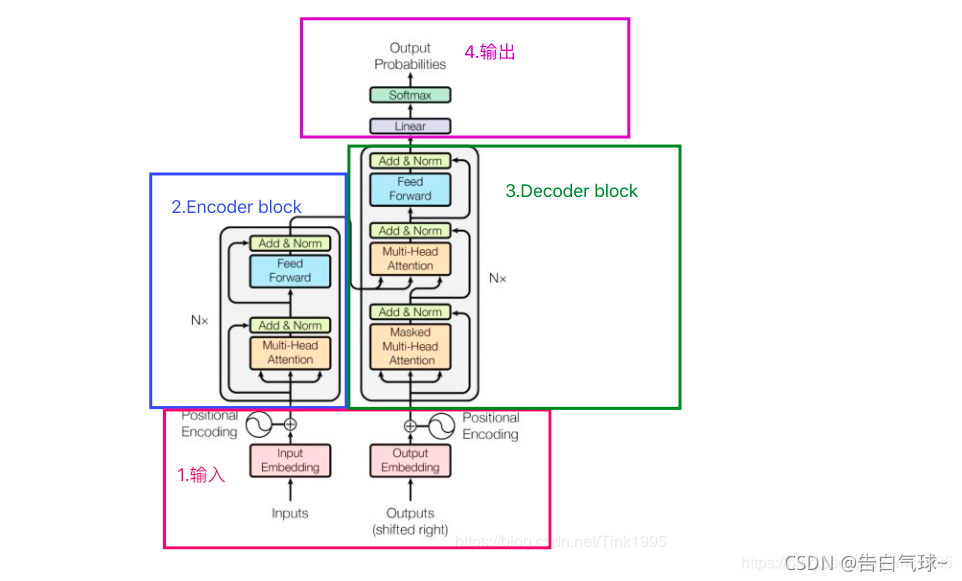 Output
Probabilities
4.输出
Softmax
Linear
2.Encoder block
Add & Norm
Feed
Forward
N×
Add & Norm
Multi-Head
Attention
3.Decoder block
Add & Norm
Feed
Forward
Add & Norm
Multi-Head
Attention
N×
Add & Norm
Masked
Multi-Head
Attention
Positional
Encoding
Positional
Encoding
1.输入
Input
Embedding
Output
Embedding
Inputs
Outputs
(shifted right)
https://blog.csdn.net/Tink1995
CSDN @告白气球~